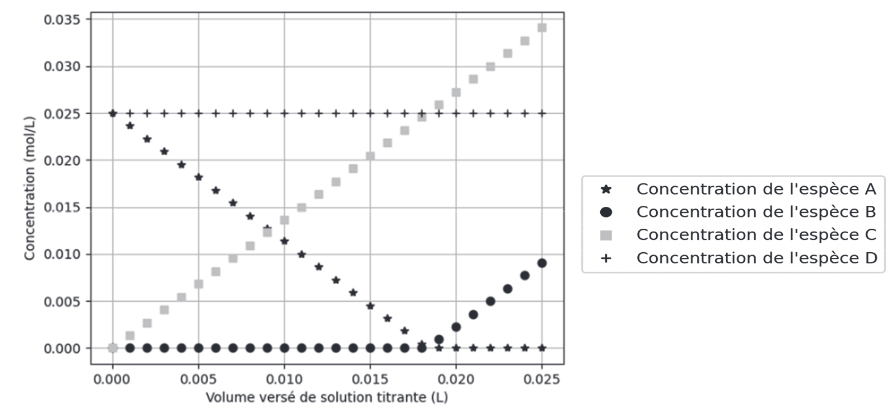 0.035
0.030
0.025
0.020
0.015
0.010
0.005
0.000
Concentration (mol/L)
0.000 0.005 0.010 0.015 0.020 0.025
Volume versé de solution titrante (L)
Concentration de l'espèce A
Concentration de l'espèce B
Concentration de l'espèce C
Concentration de l'espèce D